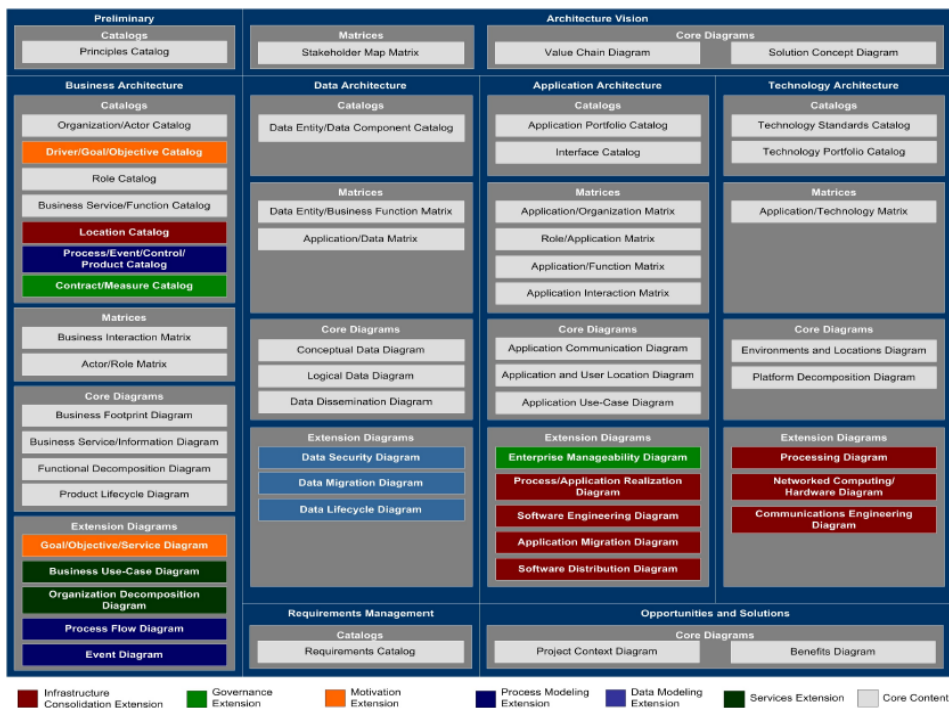 Preliminary
Catalogs
Principles Catalog
Architecture Vision
Matrices
Stakeholder Map Matrix
Core Diagrams
Value Chain Diagram
Solution Concept Diagram
Business Architecture
Catalogs
Organization/Actor Catalog
Driver/Goal/Objective Catalog
Role Catalog
Business Service/Function Catalog
Location Catalog
Process/Event/Control/
Product Catalog
Contract/Measure Catalog
Matrices
Business Interaction Matrix
Actor/Role Matrix
Core Diagrams
Business Footprint Diagram
Business Service/Information Diagram
Functional Decomposition Diagram
Product Lifecycle Diagram
Extension Diagrams
Goal/Objective/Service Diagram
Business Use-Case Diagram
Organization Decomposition
Diagram
Process Flow Diagram
Event Diagram
Data Architecture
Catalogs
Data Entity/Data Component Catalog
Matrices
Data Entity/Business Function Matrix
Application/Data Matrix
Core Diagrams
Conceptual Data Diagram
Logical Data Diagram
Data Dissemination Diagram
Extension Diagrams
Data Security Diagram
Data Migration Diagram
Data Lifecycle Diagram
Application Architecture
Catalogs
Application Portfolio Catalog
Interface Catalog
Matrices
Application/Organization Matrix
Role/Application Matrix
Application/Function Matrix
Application Interaction Matrix
Core Diagrams
Application Communication Diagram
Application and User Location Diagram
Application Use-Case Diagram
Extension Diagrams
Enterprise Manageability Diagram
Process/Application Realization
Diagram
Software Engineering Diagram
Application Migration Diagram
Software Distribution Diagram
Technology Architecture
Catalogs
Technology Standards Catalog
Technology Portfolio Catalog
Matrices
Application/Technology Matrix
Core Diagrams
Environments and Locations Diagram
Platform Decomposition Diagram
Extension Diagrams
Processing Diagram
Networked Computing/
Hardware Diagram
Communications Engineering
Diagram
Requirements Management
Catalogs
Requirements Catalog
Opportunities and Solutions
Core Diagrams
Project Context Diagram
Benefits Diagram
Infrastructure
Consolidation Extension
Governance
Extension
Motivation
Extension
Process Modeling
Extension
Data Modeling
Extension
Services Extension
Core Content